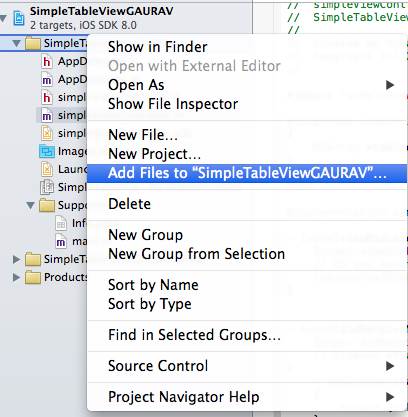 SimpleTableViewGAURAV
2 targets, iOS SDK 8.0
SimpleTa
AppD
AppD
simp
simp
simp
Image
Laun
Simpl
Suppo
Inf
ma
SimpleTa
Products
// simpleViewCont
// SimpleTableView
//
Show in Finder
Open with External Editor
Open As
Show File Inspector
New File...
New Project...
Add Files to “SimpleTableViewGAURAV”...
Delete
New Group
New Group from Selection
Sort by Name
Sort by Type
Find in Selected Groups...
Source Control
Project Navigator Help